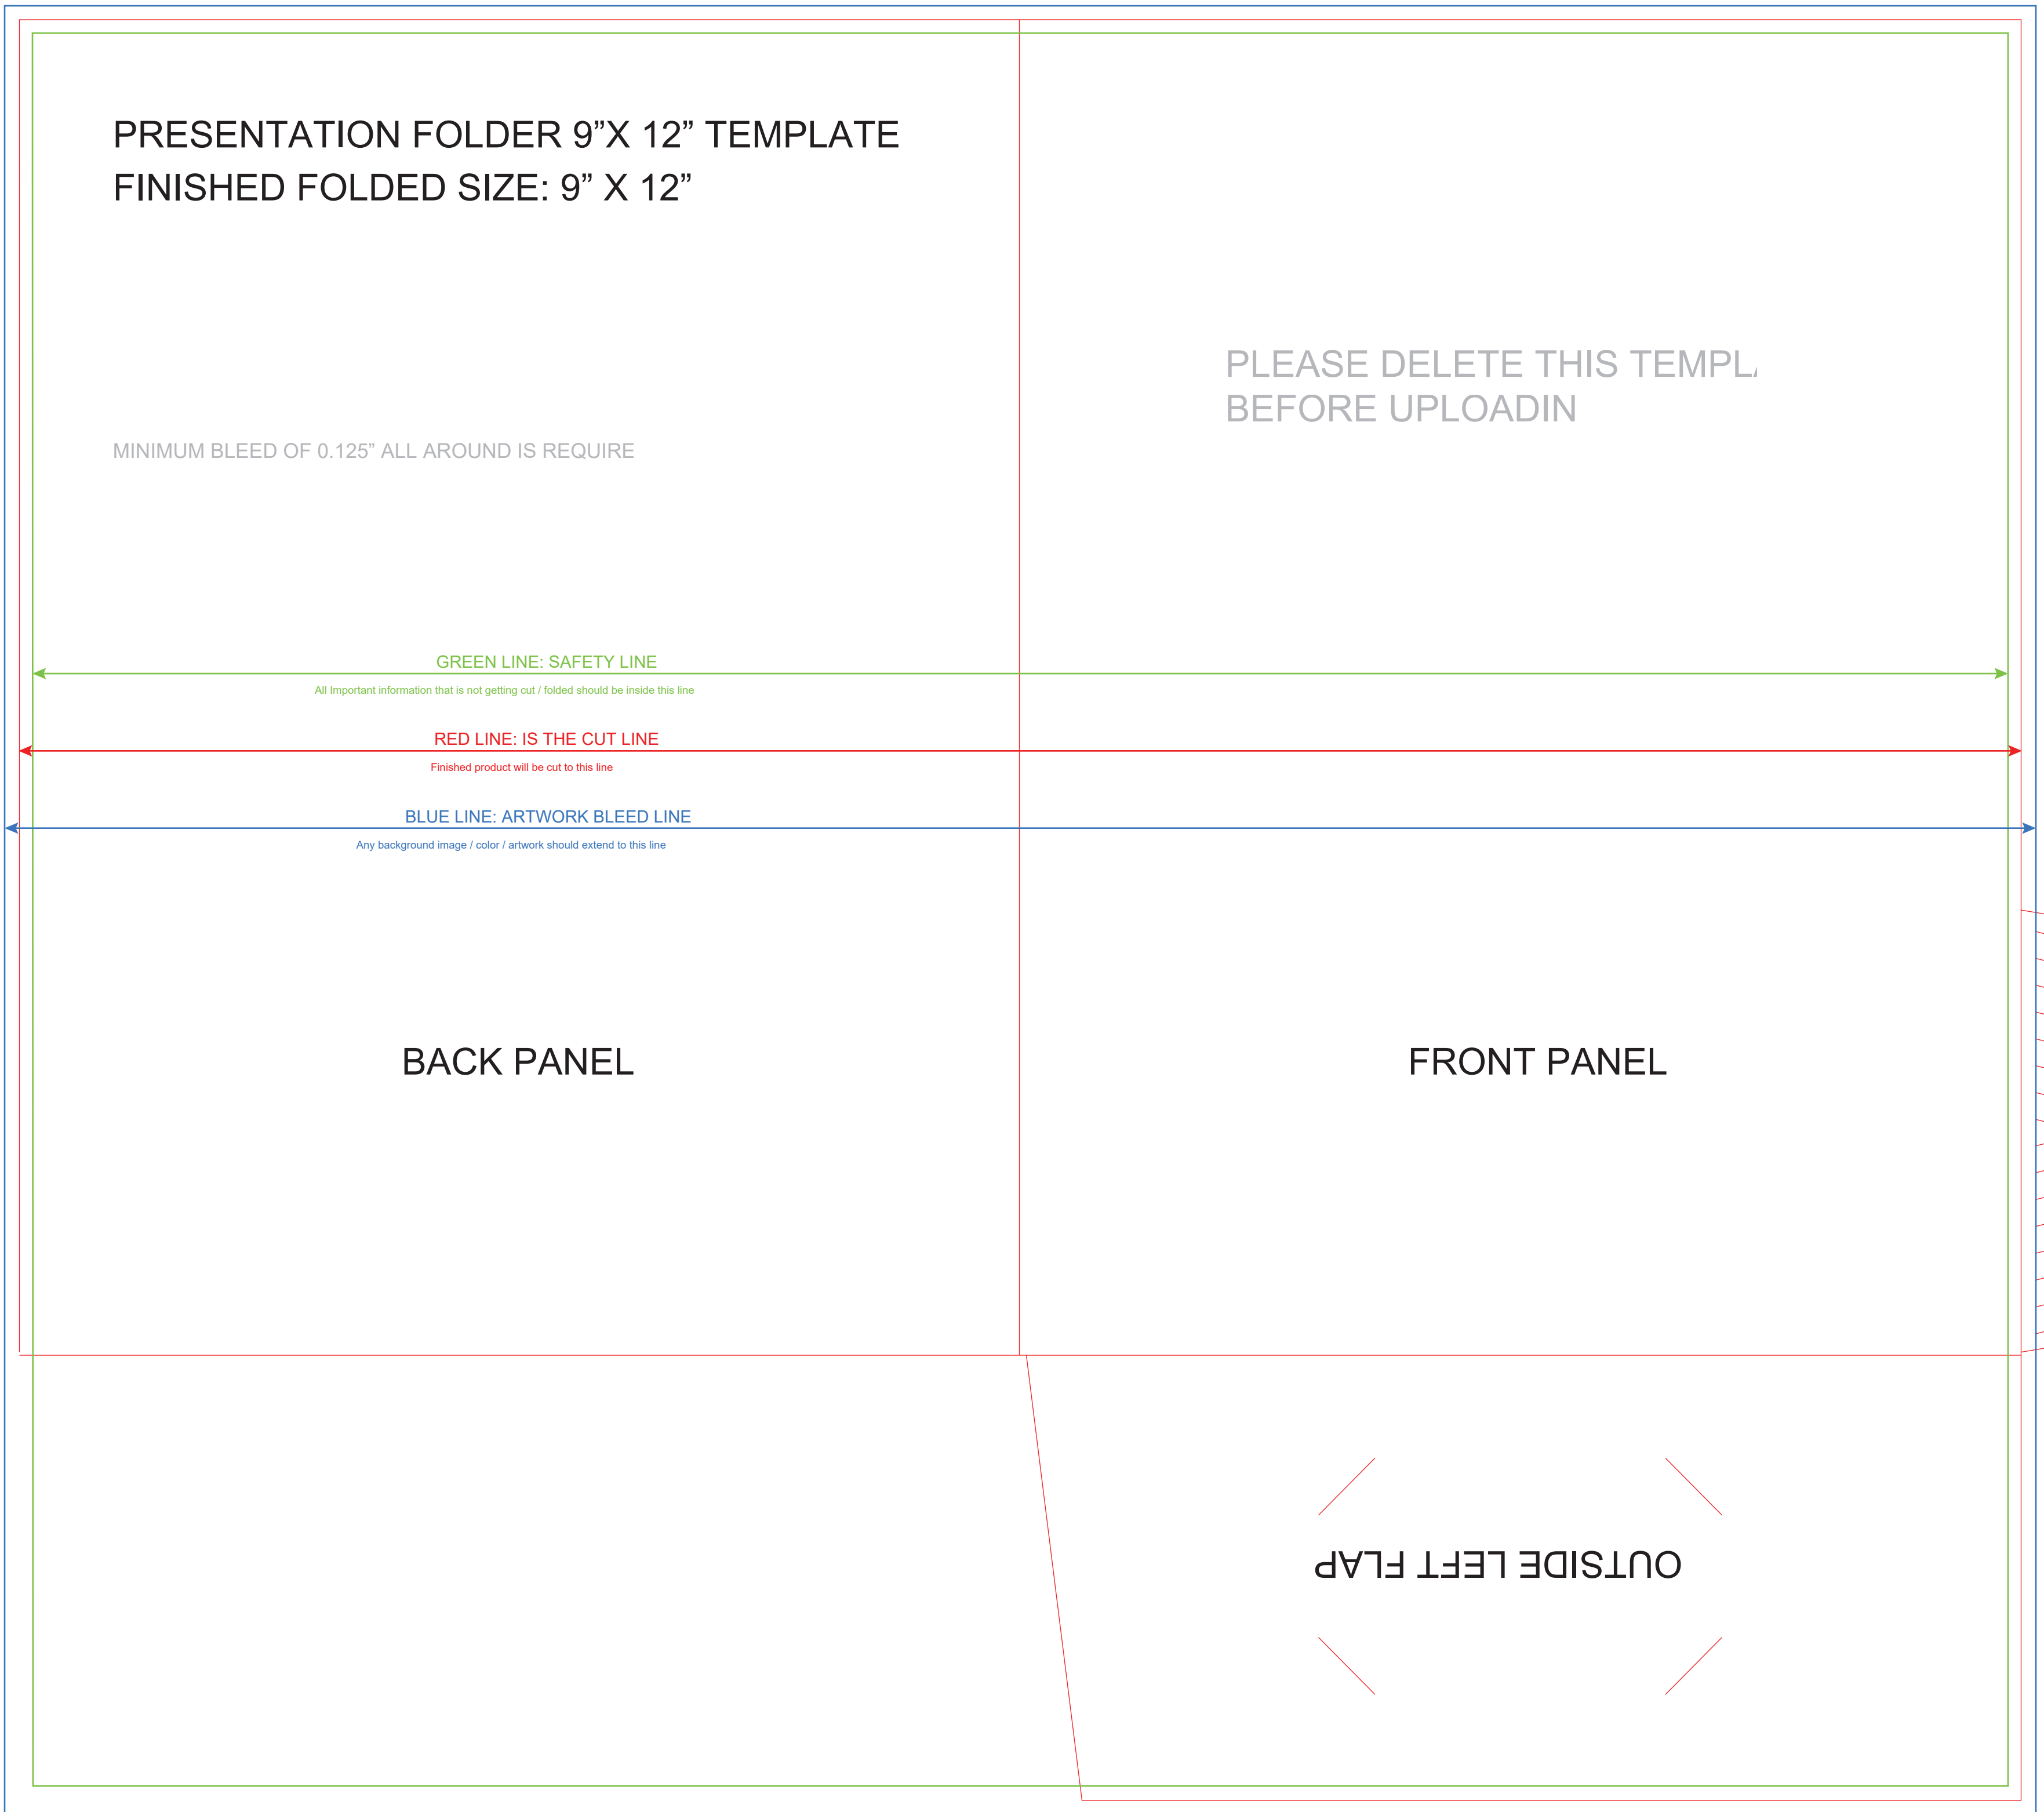 PRESENTATION FOLDER 9”X 12” TEMPLATE
FINISHED FOLDED SIZE: 9” X 12”
PLEASE DELETE THIS TEMPL
BEFORE UPLOADIN
MINIMUM BLEED OF 0.125” ALL AROUND IS REQUIRE
GREEN LINE: SAFETY LINE
All Important information that is not getting cut / folded should be inside this line
RED LINE: IS THE CUT LINE
Finished product will be cut to this line
BLUE LINE: ARTWORK BLEED LINE
Any background image / color / artwork should extend to this line
BACK PANEL
FRONT PANEL
OUTSIDE LEFT FLAP